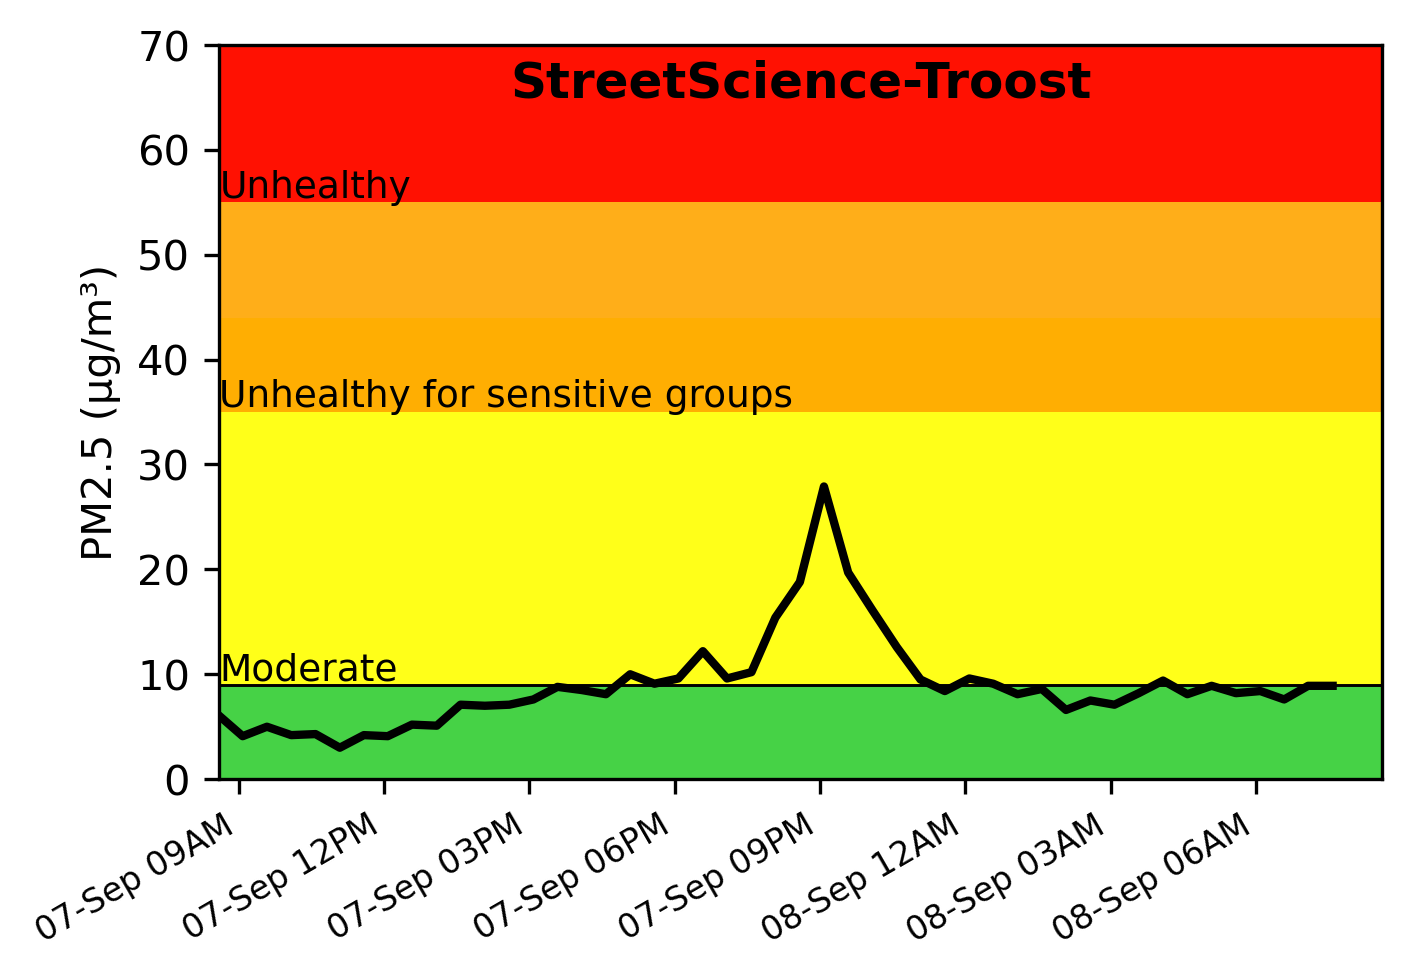 StreetScience-Troost
70
60
50
40
30
20
10
0
PM2.5 (µg/m³)
Unhealthy
Unhealthy for sensitive groups
Moderate
07-Sep 09AM
07-Sep 12PM
07-Sep 03PM
07-Sep 06PM
07-Sep 09PM
08-Sep 12AM
08-Sep 03AM
08-Sep 06AM